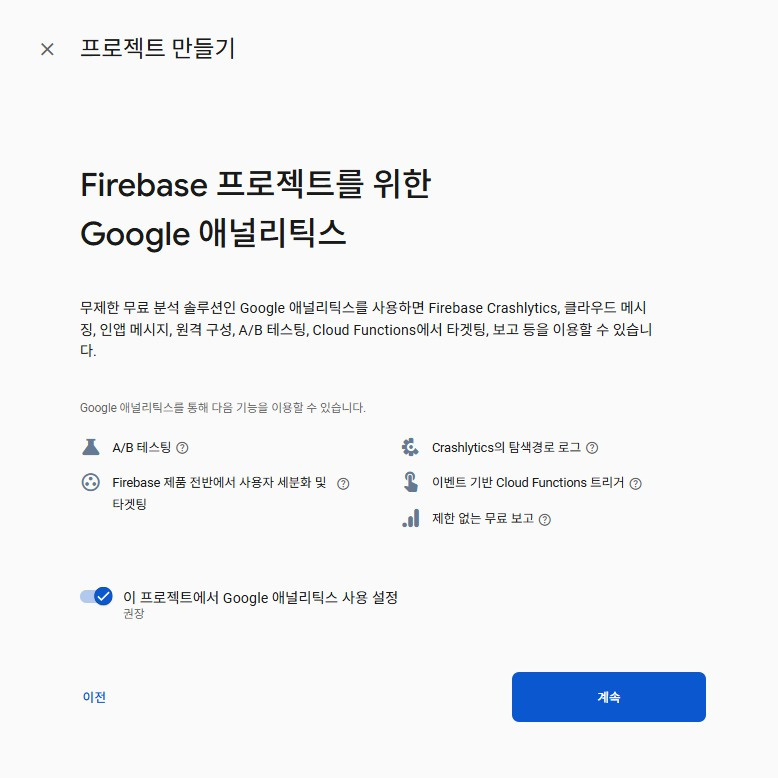 프로젝트 만들기
Firebase 프로젝트를 위한
Google 애널리틱스
무제한 무료 분석 솔루션인 Google 애널리틱스를 사용하면 Firebase Crashlytics, 클라우드 메시
징, 인앱 메시지, 원격 구성, A/B 테스팅, Cloud Functions에서 타겟팅, 보고 등을 이용할 수 있습니
다.
Google 애널리틱스를 통해 다음 기능을 이용할 수 있습니다.
A/B 테스팅
Firebase 제품 전반에서 사용자 세분화 및
타겟팅
Crashlytics의 탐색경로 로그
이벤트 기반 Cloud Functions 트리거
제한 없는 무료 보고
이 프로젝트에서 Google 애널리틱스 사용 설정
권장
이전
계속